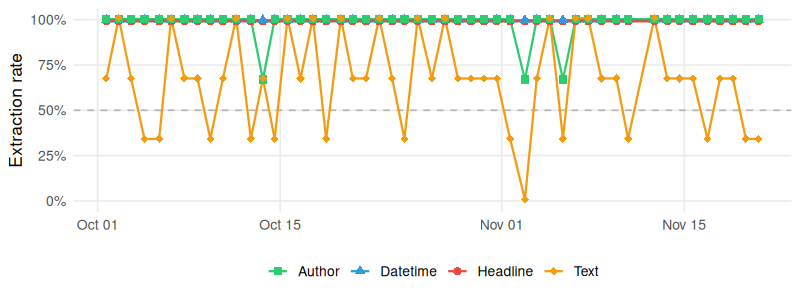 100%
75%
50%
25%
0%
Extraction rate
Oct 01 Oct 15 Nov 01 Nov 15
Author Datetime Headline Text